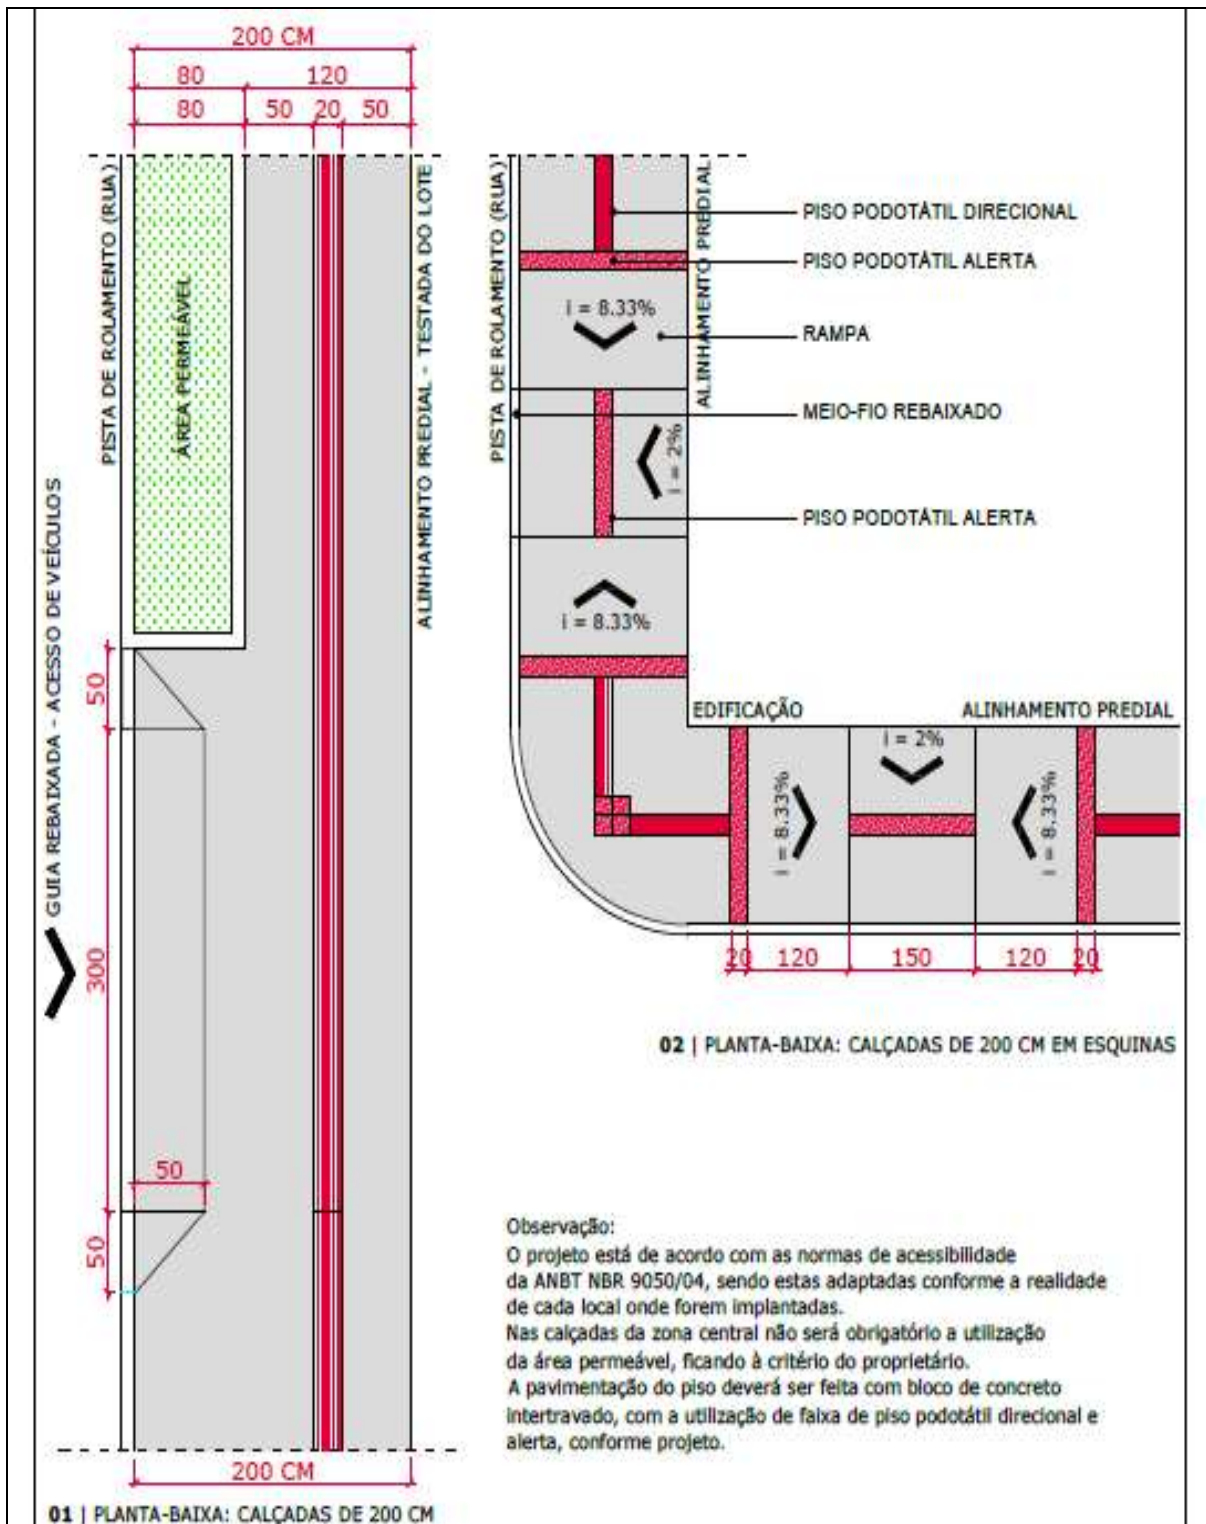 200 CM
80 120
80 50 20 50
PISTA DE ROLAMENTO (RUA)
ÁREA PERMEÁVEL
ALINHAMENTO PREDIAL - TESTADA DO LOTE
GUIA REBAIXADA - ACESSO DE VEÍCULOS
50
300
50
50
200 CM
01 | PLANTA-BAIXA: CALÇADAS DE 200 CM
PISTA DE ROLAMENTO (RUA)
ALINHAMENTO PREDIAL
PISO PODOTÁTIL DIRECIONAL
PISO PODOTÁTIL ALERTA
i = 8.33%
RAMPA
MEIO-FIO REBAIXADO
i = 2%
PISO PODOTÁTIL ALERTA
i = 8.33%
EDIFICAÇÃO
ALINHAMENTO PREDIAL
i = 8.33%
i = 2%
i = 8.33%
20 120 150 120 20
02 | PLANTA-BAIXA: CALÇADAS DE 200 CM EM ESQUINAS
Observação:
O projeto está de acordo com as normas de acessibilidade
da ANBT NBR 9050/04, sendo estas adaptadas conforme a realidade
de cada local onde forem implantadas.
Nas calçadas da zona central não será obrigatório a utilização
da área permeável, ficando à critério do proprietário.
A pavimentação do piso deverá ser feita com bloco de concreto
intertravado, com a utilização de faixa de piso podotátil direcional e
alerta, conforme projeto.